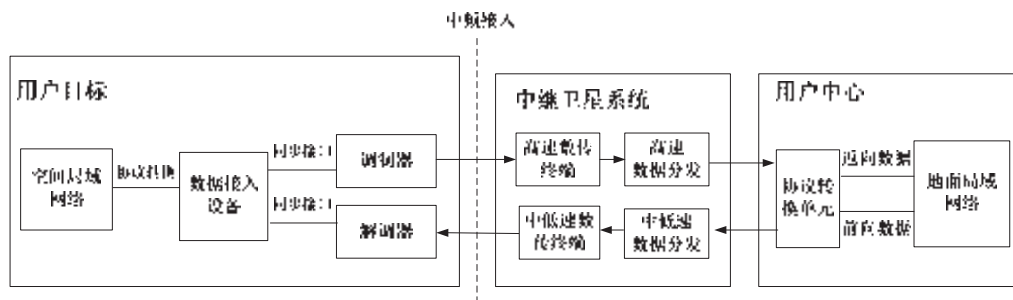 中频接入
用户目标
空间局域
网络
协议转换
数据接入
设备
同步接口
同步接口
调制器
解调器
中继卫星系统
高速数传
终端
高速
数据分发
中低速数
传终端
中低速
数据分发
用户中心
协议转
换单元
返向数据
前向数据
地面局域
网络